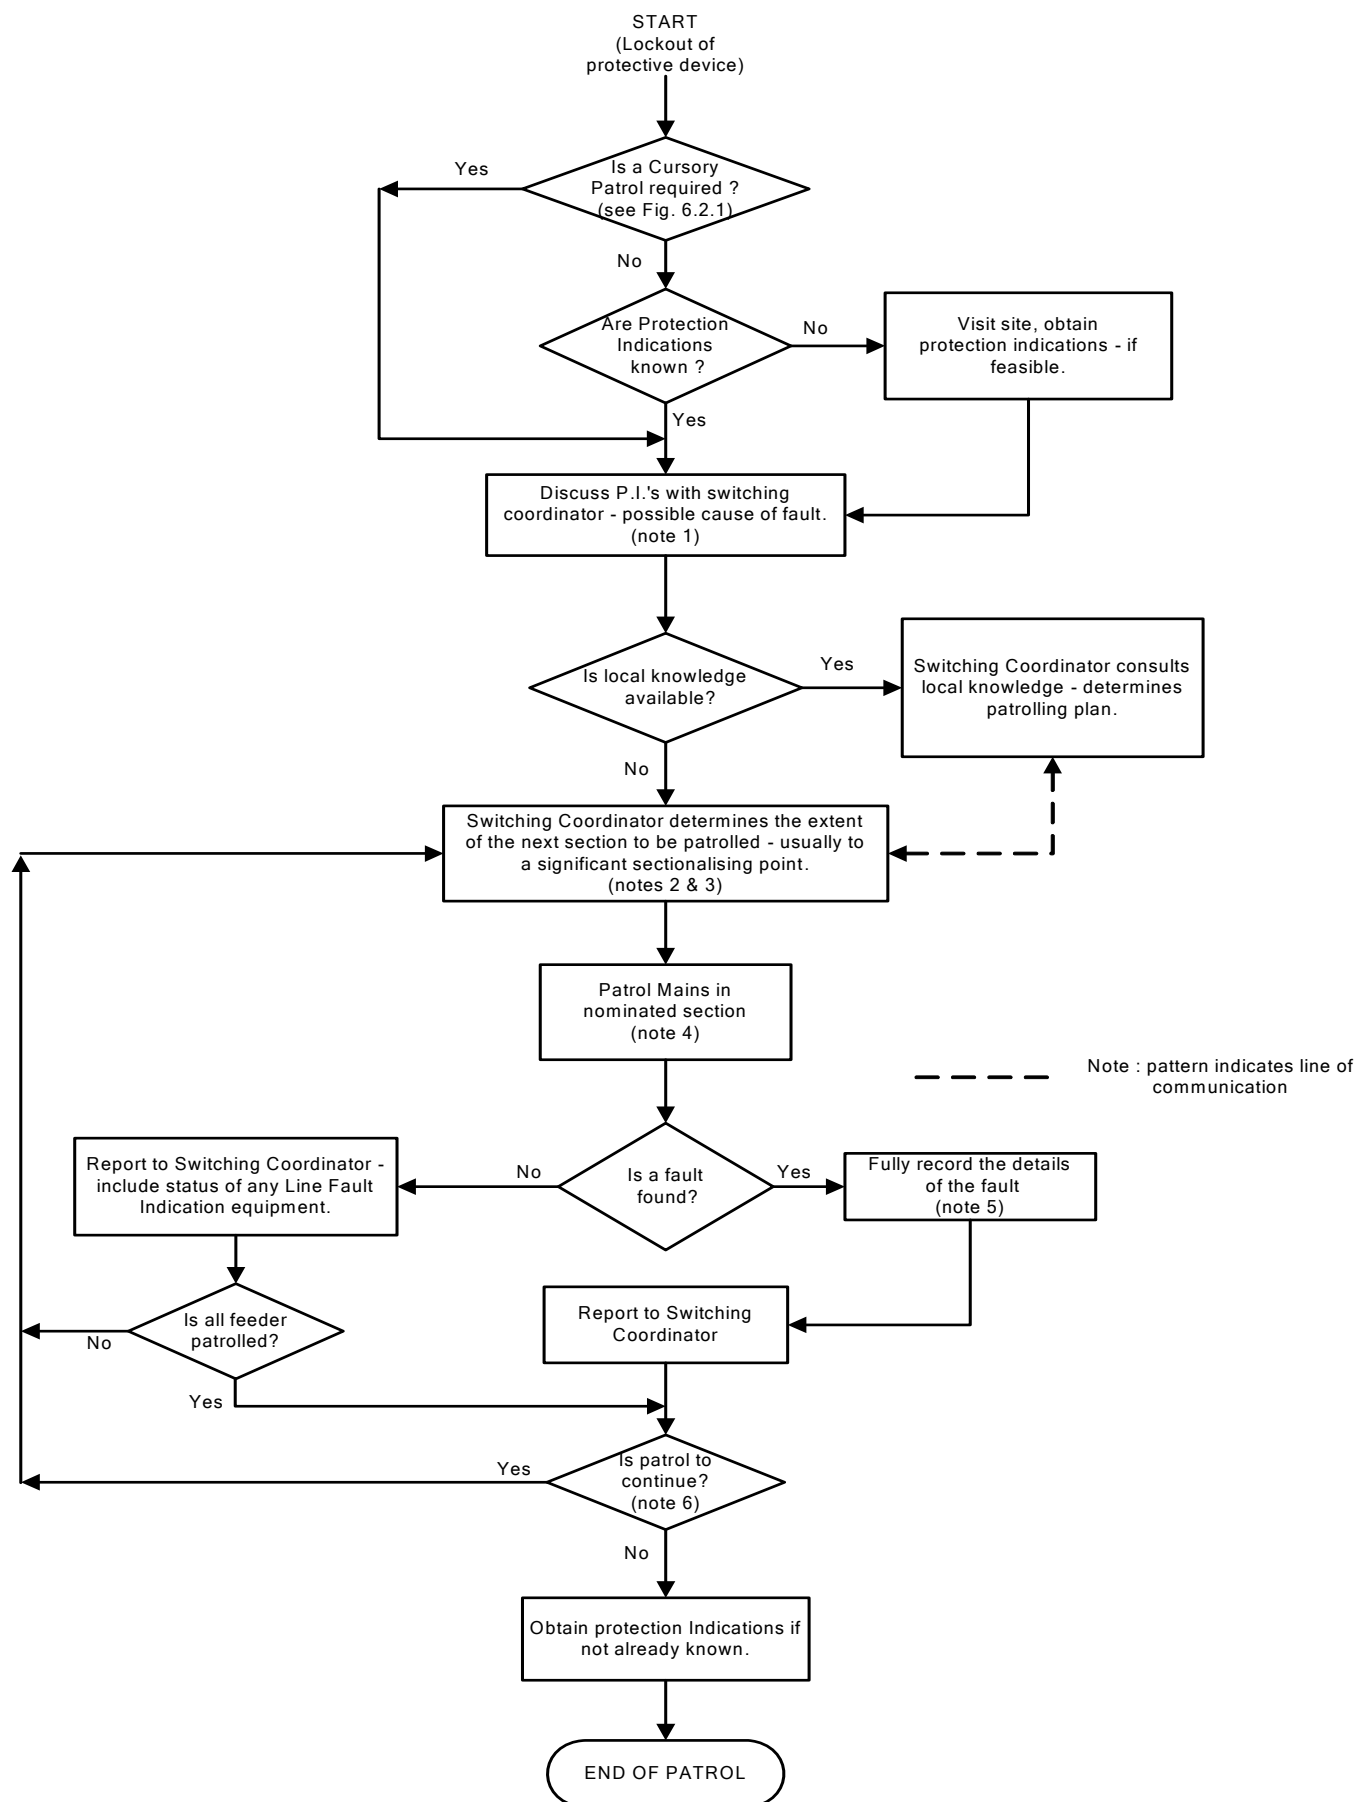 START
(Lockout of
protective device)
Is a Cursory
Patrol required ?
(see Fig. 6.2.1)
Yes
No
Are Protection
Indications
known ?
No
Visit site, obtain
protection indications - if
feasible.
Yes
Discuss P.I.'s with switching
coordinator - possible cause of fault.
(note 1)
Is local knowledge
available?
Yes
Switching Coordinator consults
local knowledge - determines
patrolling plan.
No
Switching Coordinator determines the extent
of the next section to be patrolled - usually to
a significant sectionalising point.
(notes 2 & 3)
Patrol Mains in
nominated section
(note 4)
Note : pattern indicates line of
communication
Is a fault
found?
No
Yes
Report to Switching Coordinator -
include status of any Line Fault
Indication equipment.
Fully record the details
of the fault
(note 5)
Is all feeder
patrolled?
No
Yes
Report to Switching
Coordinator
Is patrol to
continue?
(note 6)
Yes
No
Obtain protection Indications if
not already known.
END OF PATROL